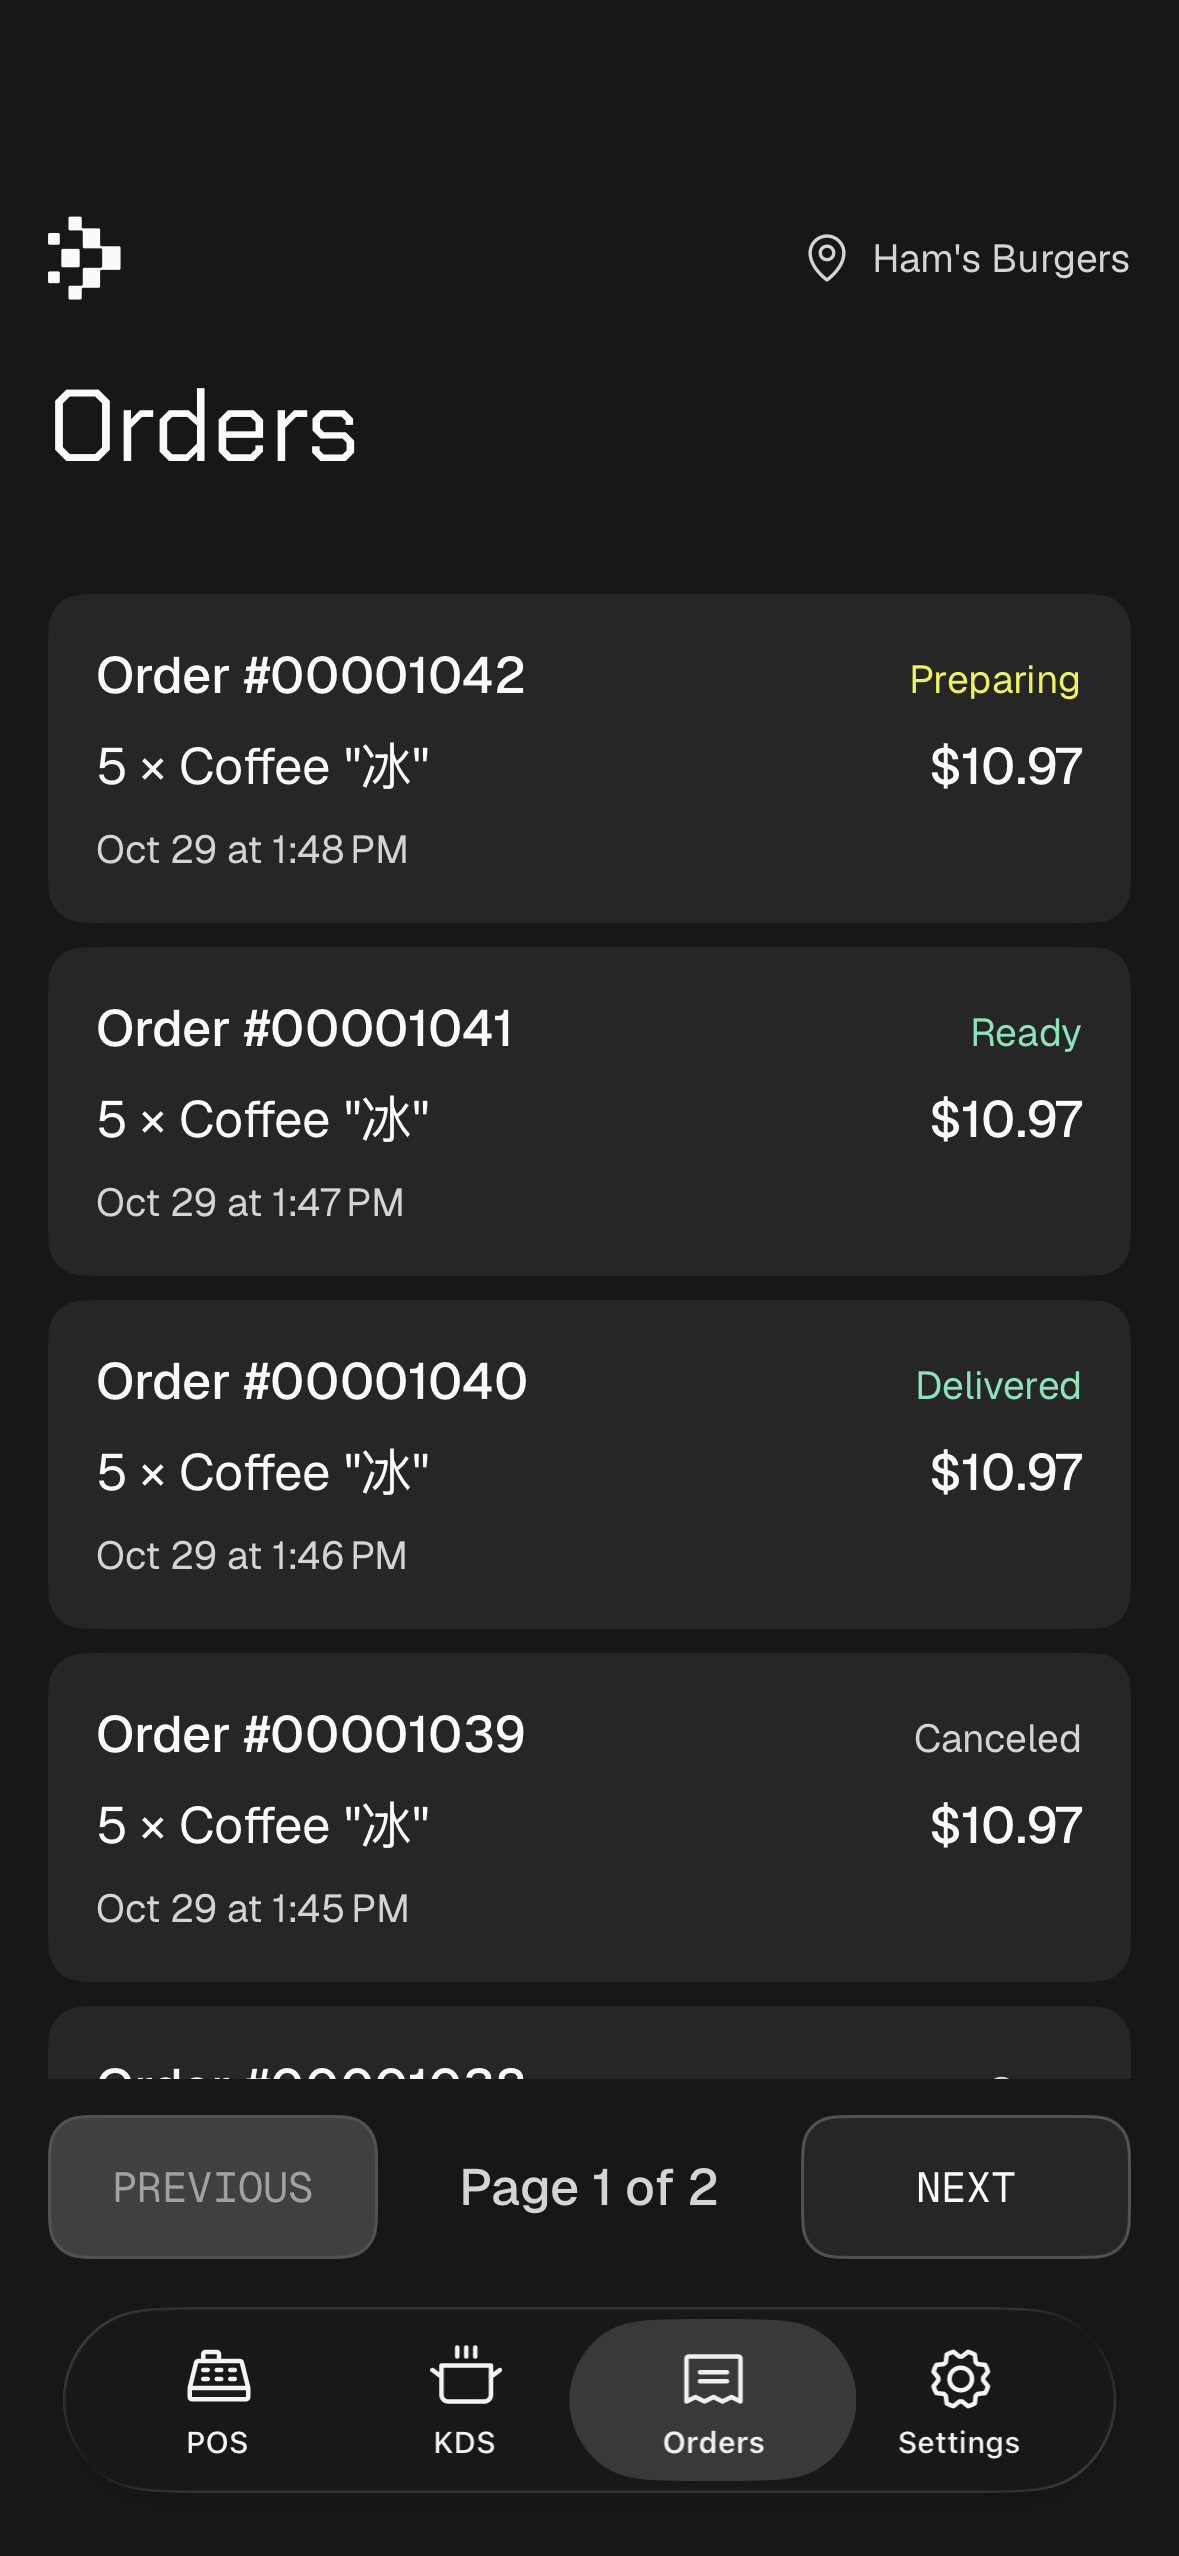 Ham's Burgers
Orders
Order #00001042
Preparing
5 × Coffee "冰"
$10.97
Oct 29 at 1:48 PM
Order #00001041
Ready
5 × Coffee "冰"
$10.97
Oct 29 at 1:47 PM
Order #00001040
Delivered
5 × Coffee "冰"
$10.97
Oct 29 at 1:46 PM
Order #00001039
Canceled
5 × Coffee "冰"
$10.97
Oct 29 at 1:45 PM
Order #00001038
PREVIOUS
Page 1 of 2
NEXT
POS
KDS
Orders
Settings